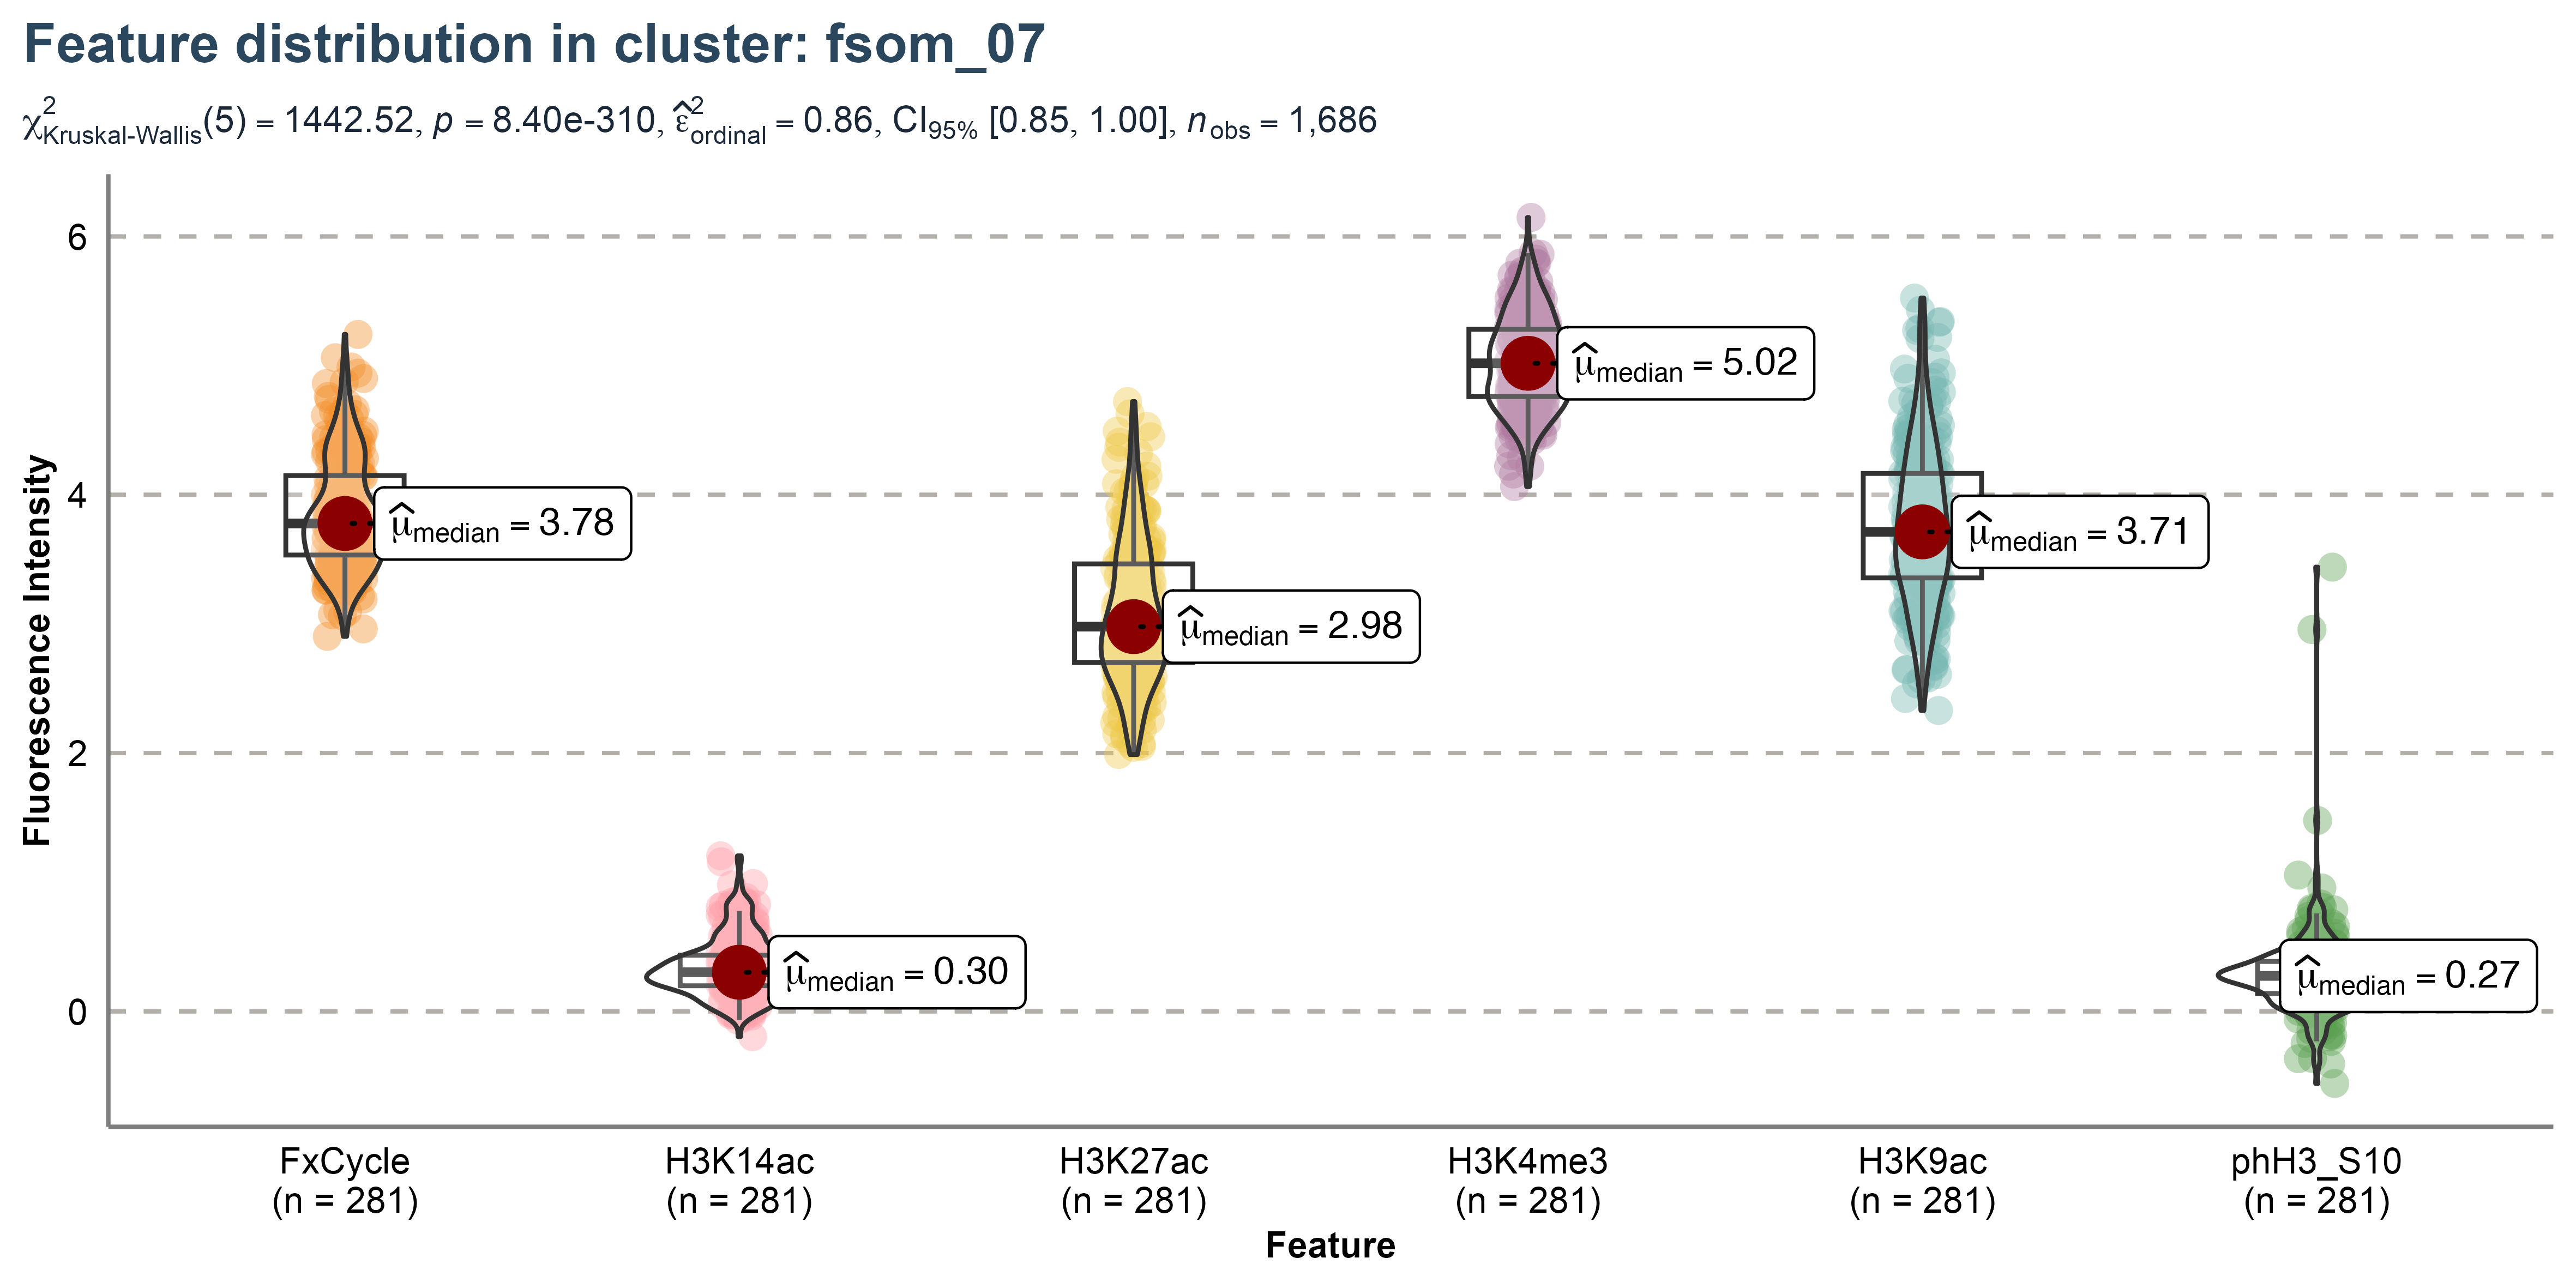 Feature distribution in cluster: fsom_07
χ²Kruskal-Wallis(5) = 1442.52, p = 8.40e-310, ε̂²ordinal = 0.86, CI95% [0.85, 1.00], nobs = 1,686
Fluorescence Intensity
6
4
2
0
μ̂median = 3.78
μ̂median = 0.30
μ̂median = 2.98
μ̂median = 5.02
μ̂median = 3.71
μ̂median = 0.27
FxCycle
(n = 281)
H3K14ac
(n = 281)
H3K27ac
(n = 281)
H3K4me3
(n = 281)
H3K9ac
(n = 281)
phH3_S10
(n = 281)
Feature